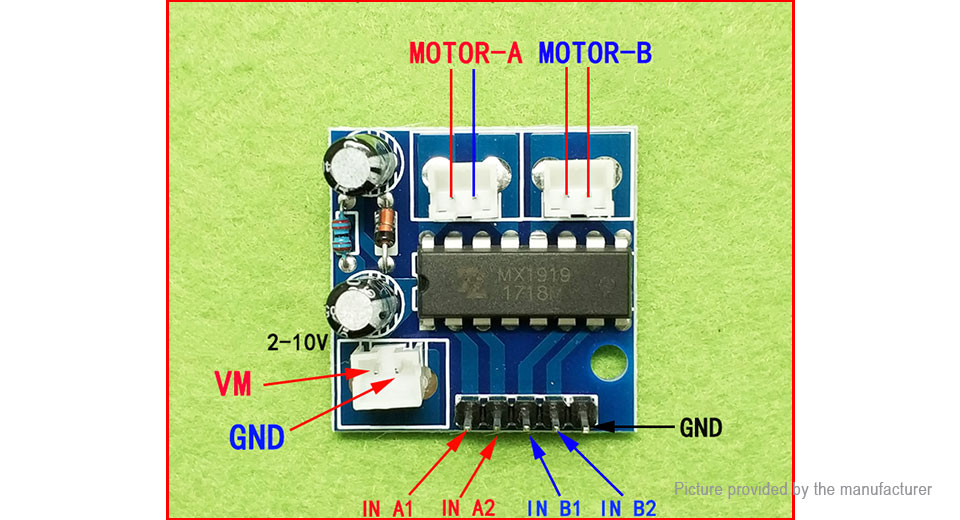 MOTOR-A MOTOR-B
MX1919
1718
2-10V
VM
GND
GND
IN A1 IN A2 IN B1 IN B2
Picture provided by the manufacturer